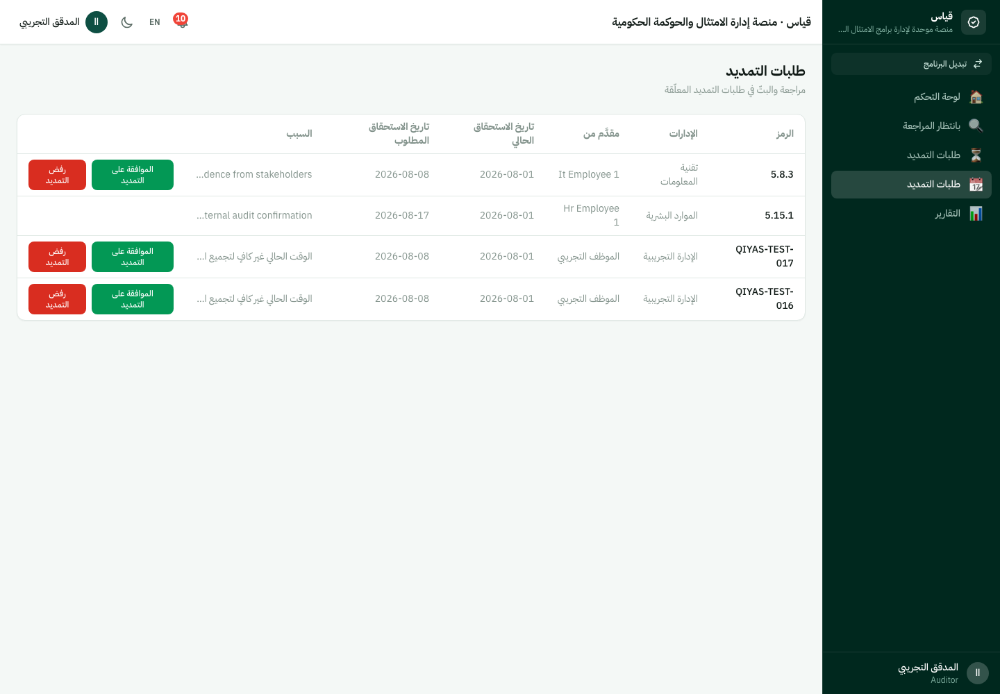 قياس
منصة موحدة لإدارة برامج الامتثال الـ...
تبديل البرنامج
لوحة التحكم
بانتظار المراجعة
طلبات التمديد
طلبات التمديد
التقارير
المدقق التجريبي
Auditor
قياس · منصة إدارة الامتثال والحوكمة الحكومية
10
EN
اا
المدقق التجريبي
طلبات التمديد
مراجعة والبتّ في طلبات التمديد المعلّقة
الرمز الإدارات مقدَّم من تاريخ الاستحقاق الحالي تاريخ الاستحقاق المطلوب السبب
5.8.3 تقنية المعلومات It Employee 1 2026-08-01 2026-08-08 ...dence from stakeholders الموافقة على التمديد رفض التمديد
5.15.1 الموارد البشرية Hr Employee 1 2026-08-01 2026-08-17 ...ternal audit confirmation
QIYAS-TEST-017 الإدارة التجريبية الموظف التجريبي 2026-08-01 2026-08-08 الوقت الحالي غير كافٍ لتجميع ا... الموافقة على التمديد رفض التمديد
QIYAS-TEST-016 الإدارة التجريبية الموظف التجريبي 2026-08-01 2026-08-08 الوقت الحالي غير كافٍ لتجميع ا... الموافقة على التمديد رفض التمديد
اا